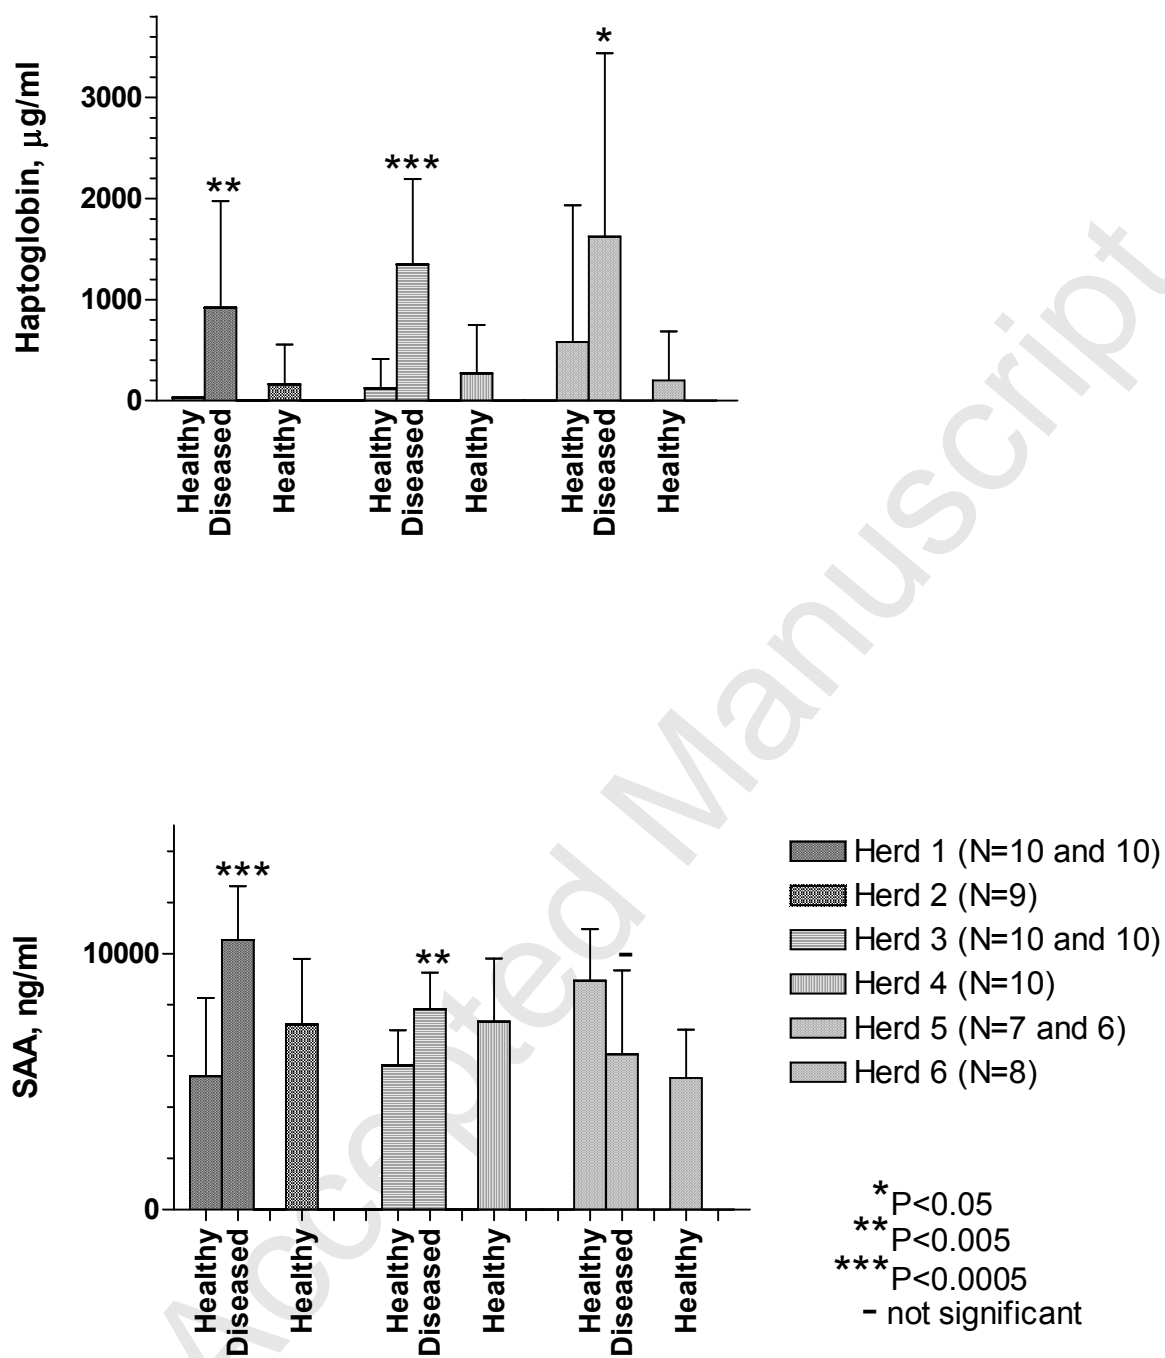 Haptoglobin, μg/ml
3000
2000
1000
0
**
***
*
Healthy
Diseased
Healthy
Healthy
Diseased
Healthy
Healthy
Diseased
Healthy
SAA, ng/ml
10000
0
***
**
-
Healthy
Diseased
Healthy
Healthy
Diseased
Healthy
Healthy
Diseased
Healthy
Herd 1 (N=10 and 10)
Herd 2 (N=9)
Herd 3 (N=10 and 10)
Herd 4 (N=10)
Herd 5 (N=7 and 6)
Herd 6 (N=8)
*P<0.05
**P<0.005
***P<0.0005
- not significant
Accepted Manuscript